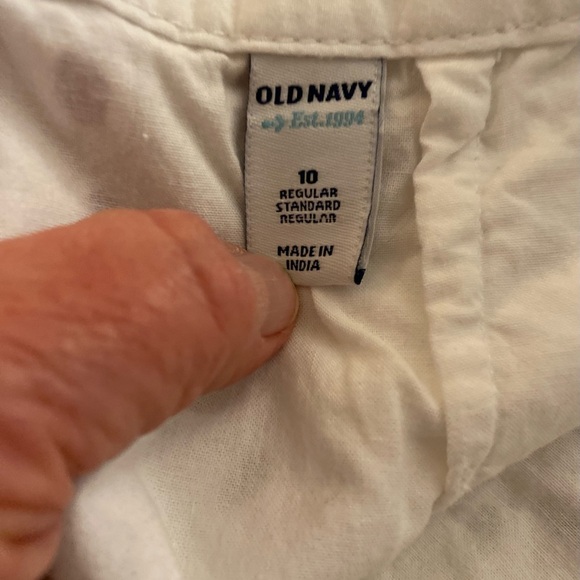 OLD NAVY
Est.1994
10
REGULAR
STANDARD
REGULAR
MADE IN
INDIA